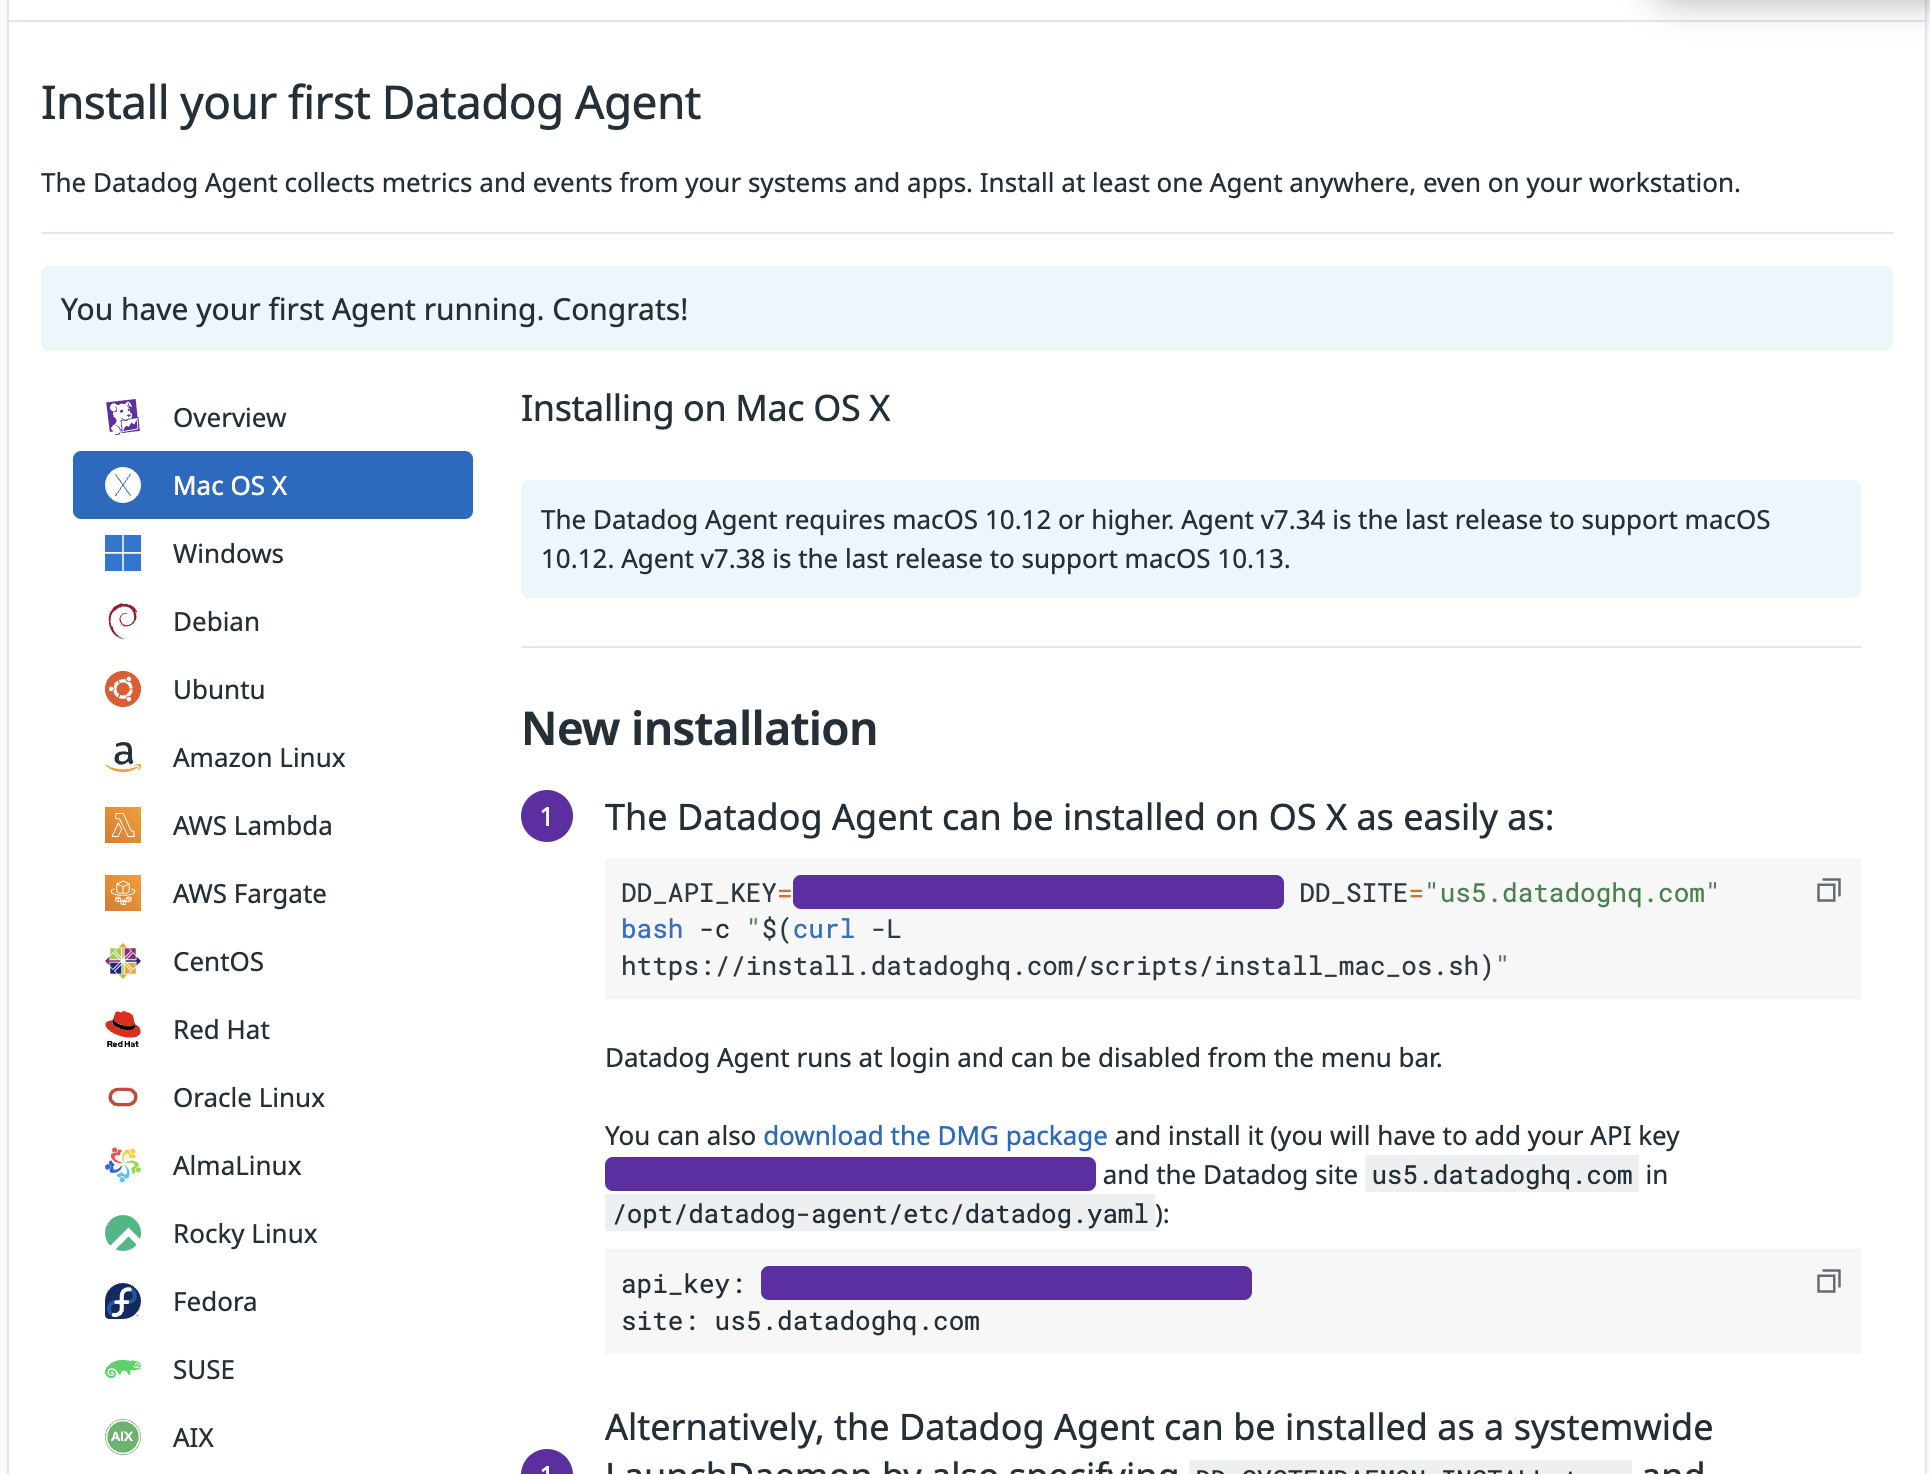 Install your first Datadog Agent
The Datadog Agent collects metrics and events from your systems and apps. Install at least one Agent anywhere, even on your workstation.
You have your first Agent running. Congrats!
Overview
Mac OS X
Windows
Debian
Ubuntu
Amazon Linux
AWS Lambda
AWS Fargate
CentOS
Red Hat
Red Hat
Oracle Linux
AlmaLinux
Rocky Linux
Fedora
SUSE
AIX
AIX
Installing on Mac OS X
The Datadog Agent requires macOS 10.12 or higher. Agent v7.34 is the last release to support macOS
10.12. Agent v7.38 is the last release to support macOS 10.13.
New installation
1
The Datadog Agent can be installed on OS X as easily as:
DD_API_KEY= DD_SITE="us5.datadoghq.com"
bash -c "$(curl -L
https://install.datadoghq.com/scripts/install_mac_os.sh)"
Datadog Agent runs at login and can be disabled from the menu bar.
You can also download the DMG package and install it (you will have to add your API key
and the Datadog site us5.datadoghq.com in
/opt/datadog-agent/etc/datadog.yaml ):
api_key:
site: us5.datadoghq.com
1
Alternatively, the Datadog Agent can be installed as a systemwide
LaunchDaemon by also specifying and